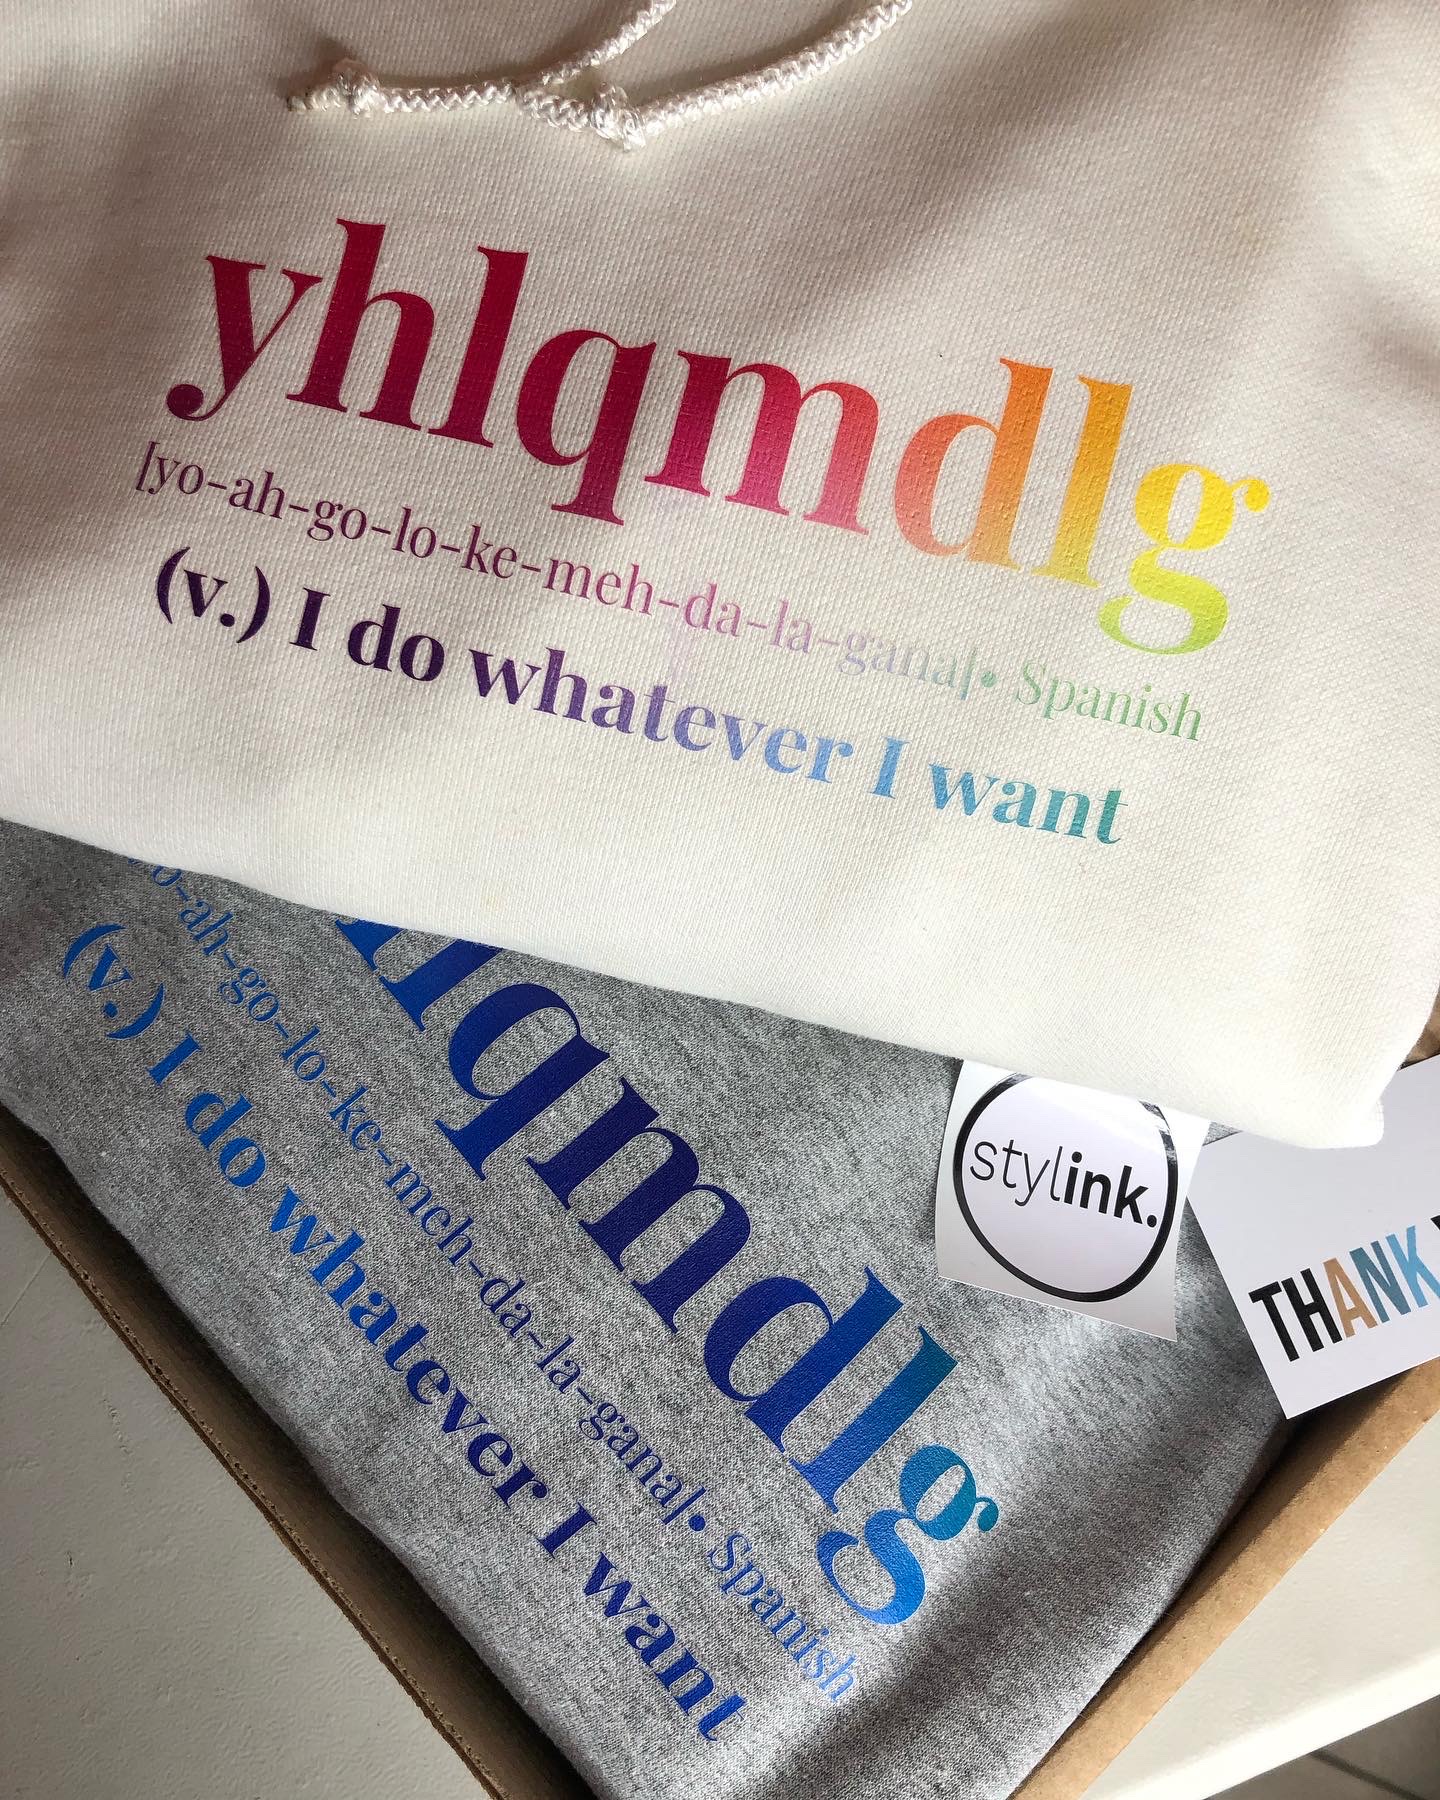 yhlqmdlg
[yo-ah-go-lo-ke-meh-da-la-gana]• Spanish
(v.) I do whatever I want
lqmdlg
o-ah-go-lo-ke-meh-da-la-gana]• Spanish
(v.) I do whatever I want
stylink.
THANK